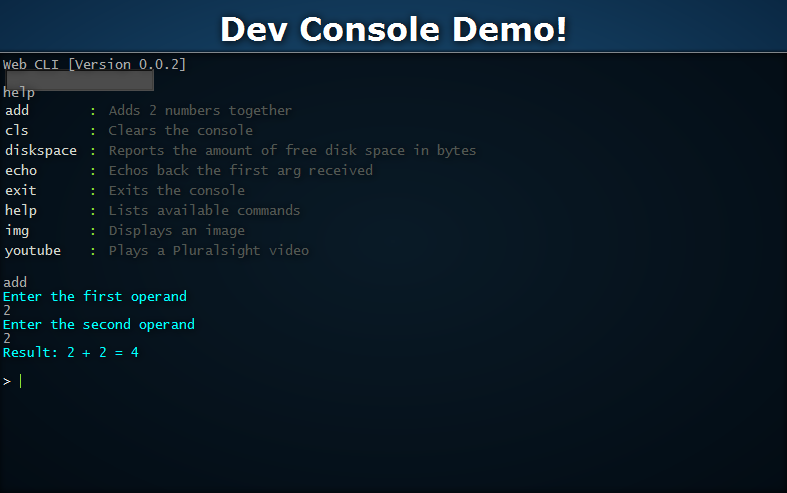 Dev Console Demo!
Web CLI [Version 0.0.2]
help
add : Adds 2 numbers together
cls : Clears the console
diskspace : Reports the amount of free disk space in bytes
echo : Echos back the first arg received
exit : Exits the console
help : Lists available commands
img : Displays an image
youtube : Plays a Pluralsight video
add
Enter the first operand
2
Enter the second operand
2
Result: 2 + 2 = 4
>